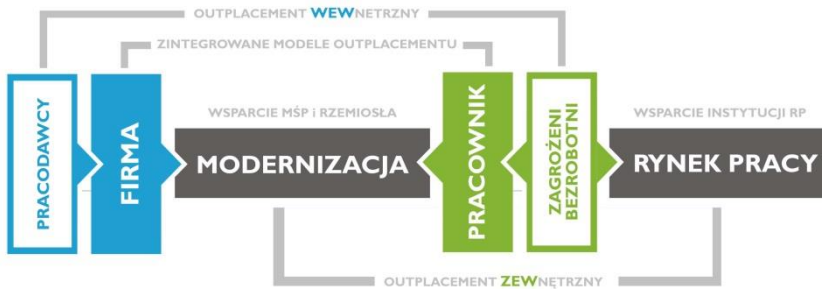 OUTPLACEMENT WEWNETRZNY
ZINTEGROWANE MODELE OUTPLACEMENTU
PRACODAWCY
FIRMA
WSPARCIE MŚP i RZEMIOSŁA
MODERNIZACJA
PRACOWNIK
ZAGROŻENI
BEZROBOTNI
WSPARCIE INSTYTUCJI RP
RYNEK PRACY
OUTPLACEMENT ZEWNĘTRZNY